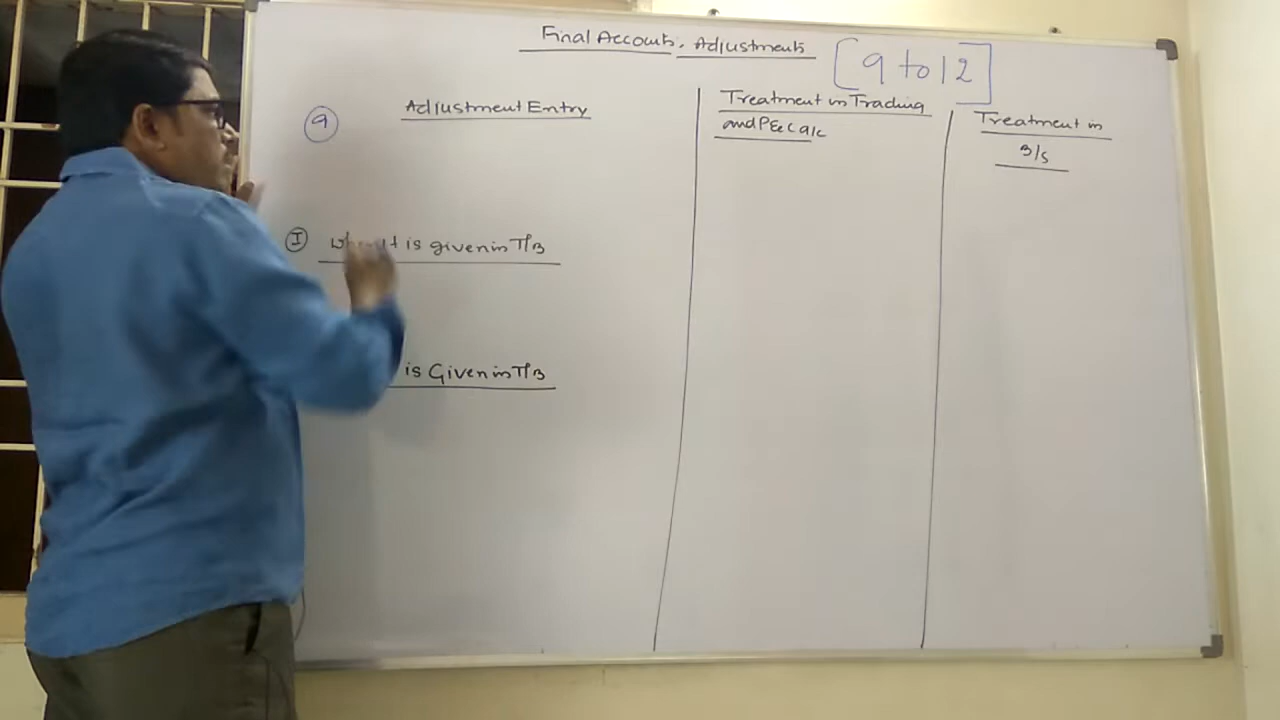 Final Accounts, Adjustments [9 to 12]
9 Adjustment Entry
Treatment in Trading
and P&L a/c
Treatment in
B/S
I it is given in T/B
is Given in T/B